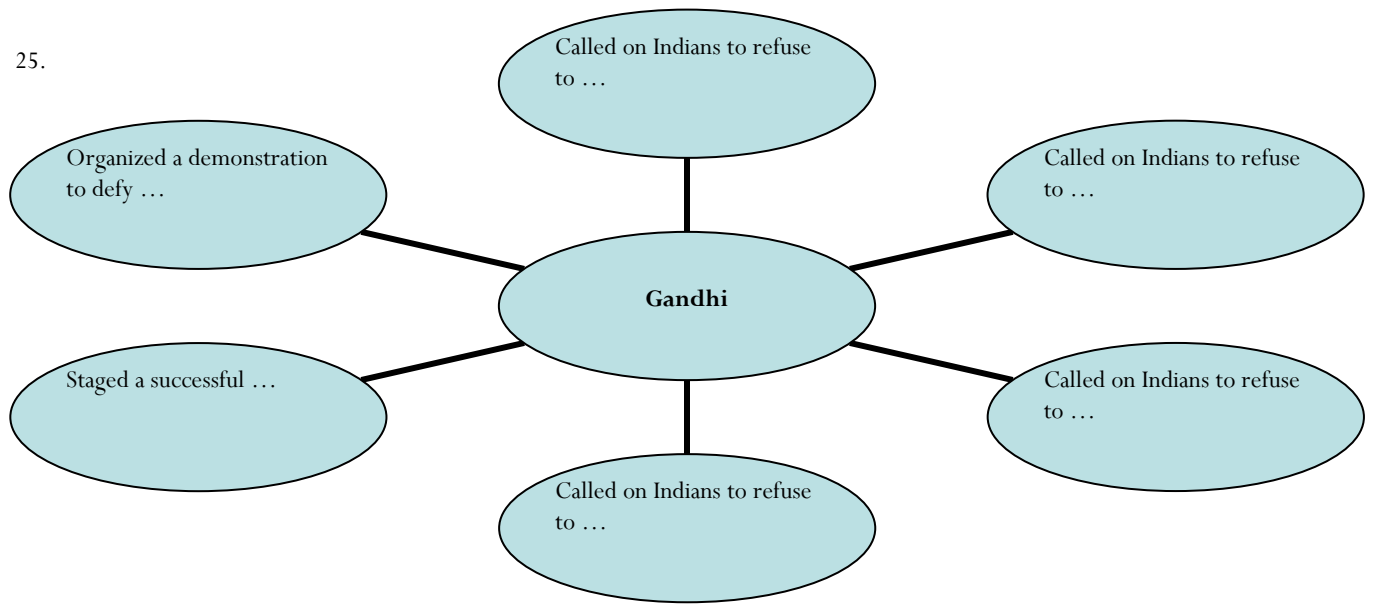 25.
Called on Indians to refuse
to …
Organized a demonstration
to defy …
Called on Indians to refuse
to …
Gandhi
Staged a successful …
Called on Indians to refuse
to …
Called on Indians to refuse
to …